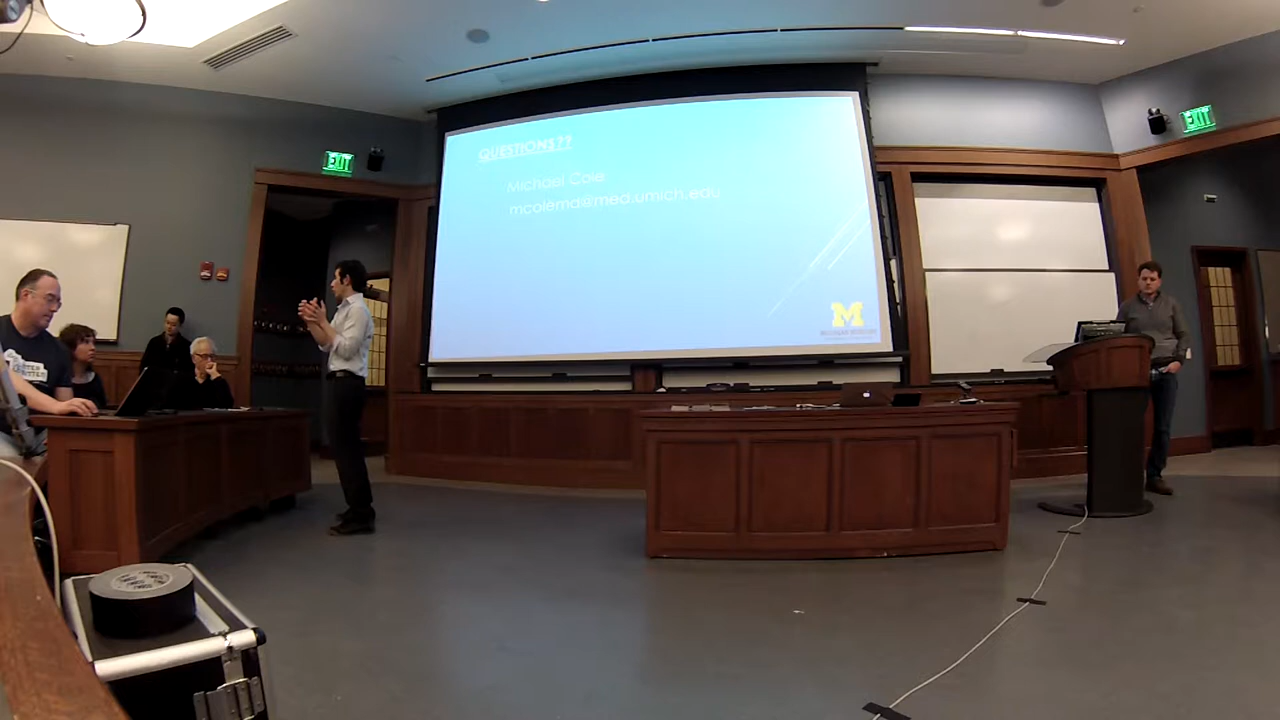 EXIT
EXIT
QUESTIONS??
Michael Cole
mcolemd@med.umich.edu
M